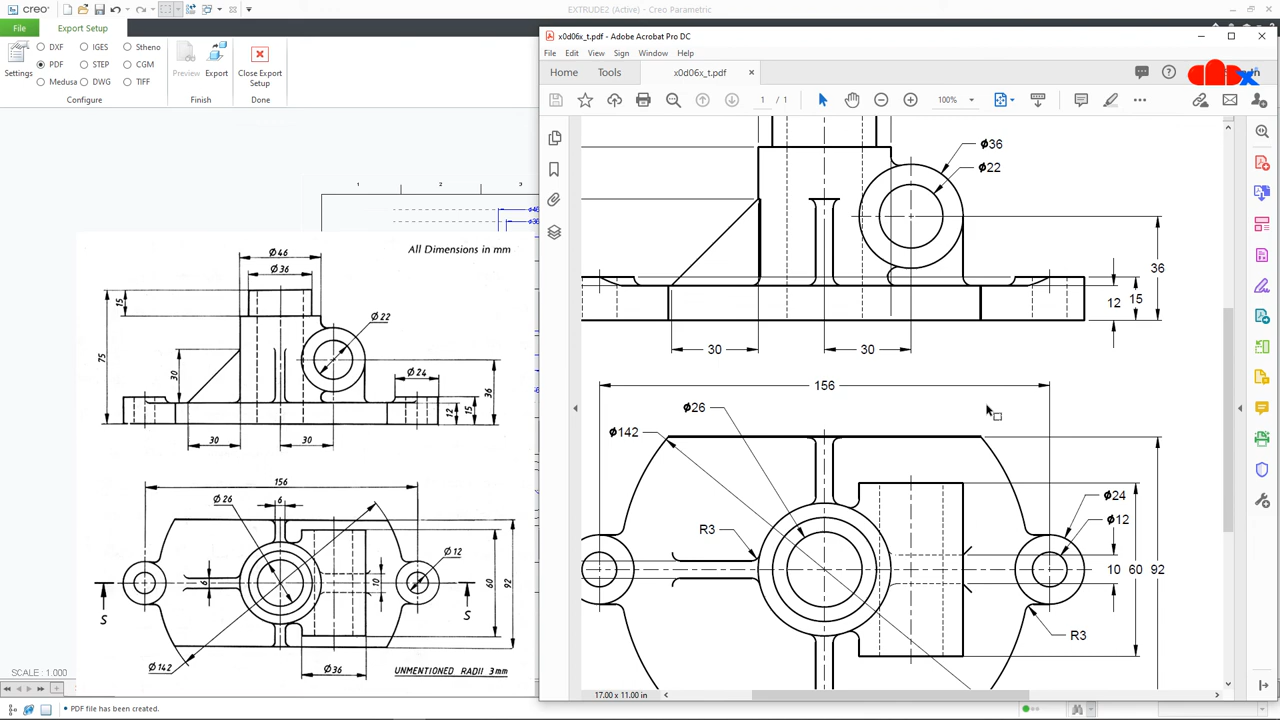 creo
EXTRUDE2 (Active) - Creo Parametric
File
Export Setup
Settings
DXF
IGES
Stheno
PDF
STEP
CGM
Medusa
DWG
TIFF
Preview
Export
Close Export
Setup
Configure
Finish
Done
x0d06x_t.pdf - Adobe Acrobat Pro DC
File Edit View Sign Window Help
Home
Tools
x0d06x_t.pdf
1 / 1
100%
1
2
3
ø36
ø22
36
12
15
30
30
156
ø26
ø142
R3
ø24
ø12
10
60
92
R3
17.00 x 11.00 in
All Dimensions in mm
Ø46
Ø36
15
Ø22
75
30
Ø24
36
12
15
30
30
156
Ø26
6
Ø12
6
10
60
92
S
S
Ø142
Ø36
UNMENTIONED RADII 3mm
SCALE : 1.000
PDF file has been created.